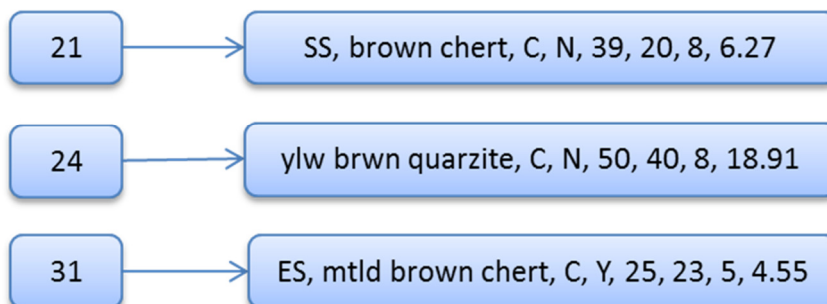 21 SS, brown chert, C, N, 39, 20, 8, 6.27
24 ylw brwn quarzite, C, N, 50, 40, 8, 18.91
31 ES, mtld brown chert, C, Y, 25, 23, 5, 4.55